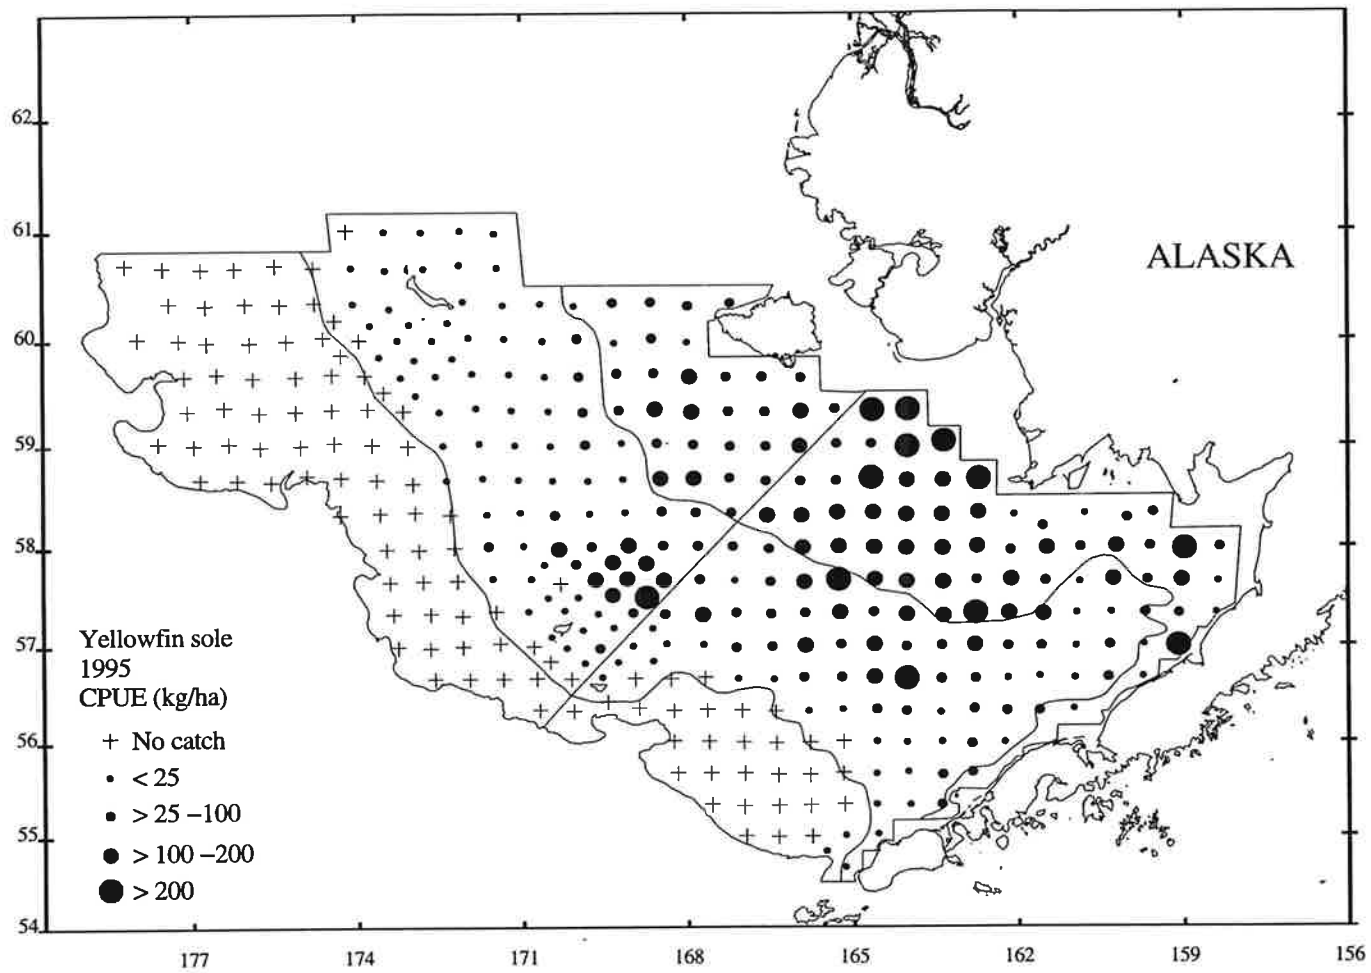 62
61
ALASKA
60
59
58
57
Yellowfin sole
1995
CPUE (kg/ha)
+ No catch
< 25
> 25 –100
> 100 –200
> 200
56
55
54
177 174 171 168 165 162 159 156